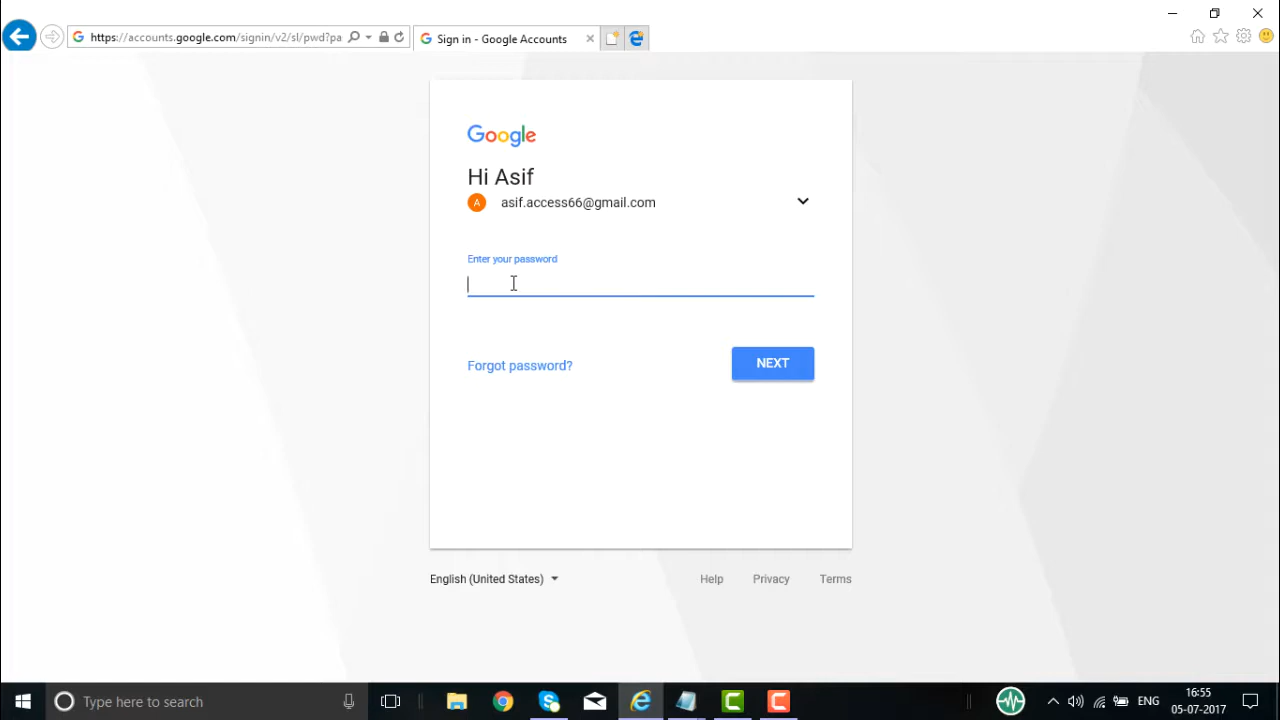 https://accounts.google.com/signin/v2/sl/pwd?pa
Sign in - Google Accounts
Google
Hi Asif
A
asif.access66@gmail.com
Enter your password
Forgot password?
NEXT
English (United States)
Help
Privacy
Terms
Type here to search
ENG
16:55
05-07-2017